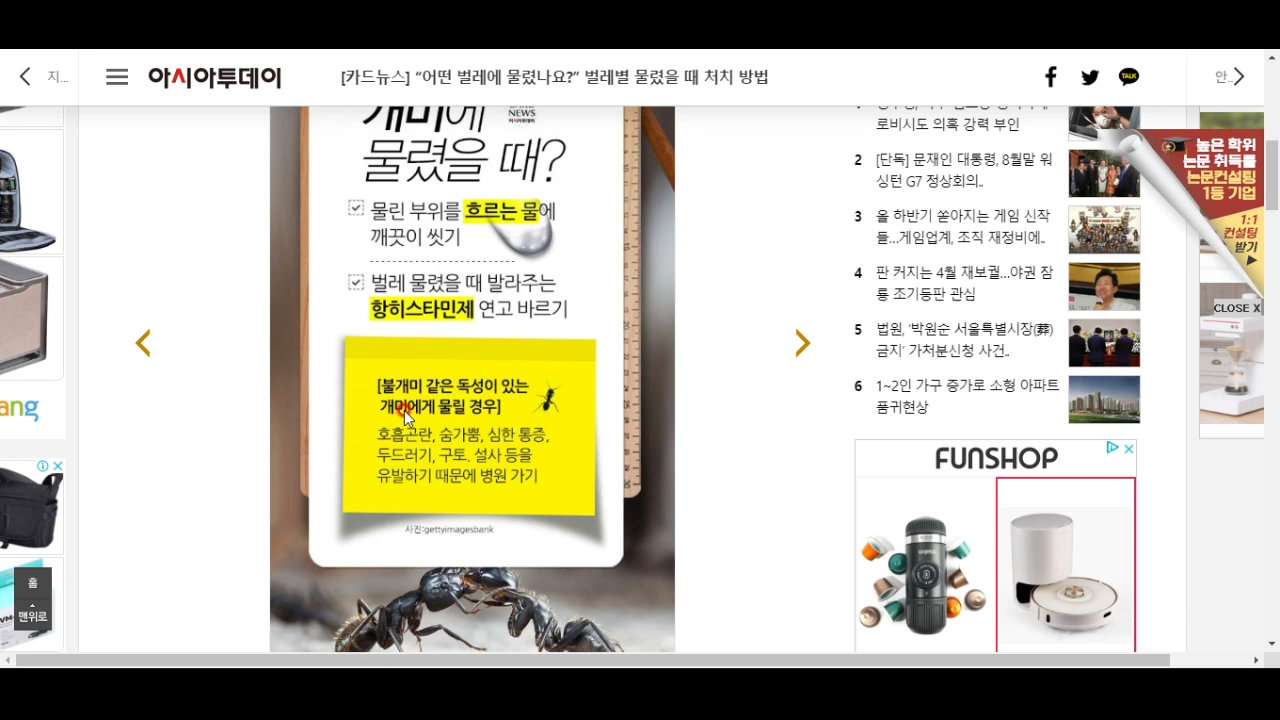 지...
아시아투데이
[카드뉴스] “어떤 벌레에 물렸나요?” 벌레별 물렸을 때 처치 방법
TALK
안..
개미에
NEWS
아시아투데이
물렸을 때?
물린 부위를 흐르는 물에
깨끗이 씻기
벌레 물렸을 때 발라주는
항히스타민제 연고 바르기
[불개미 같은 독성이 있는
개미에게 물릴 경우]
호흡곤란, 숨가쁨, 심한 통증,
두드러기, 구토. 설사 등을
유발하기 때문에 병원 가기
사진:gettyimagesbank
로비시도 의혹 강력 부인
2 [단독] 문재인 대통령, 8월말 워
싱턴 G7 정상회의..
3 올 하반기 쏟아지는 게임 신작
들...게임업계, 조직 재정비에..
4 판 커지는 4월 재보궐...야권 잠
룡 조기등판 관심
5 법원, ‘박원순 서울특별시장(葬)
금지’ 가처분신청 사건..
6 1~2인 가구 증가로 소형 아파트
품귀현상
FUNSHOP
높은 학위
논문 취득률
논문컨설팅
1등 기업
1:1
컨설팅
받기
CLOSE X
ang
홈
맨위로